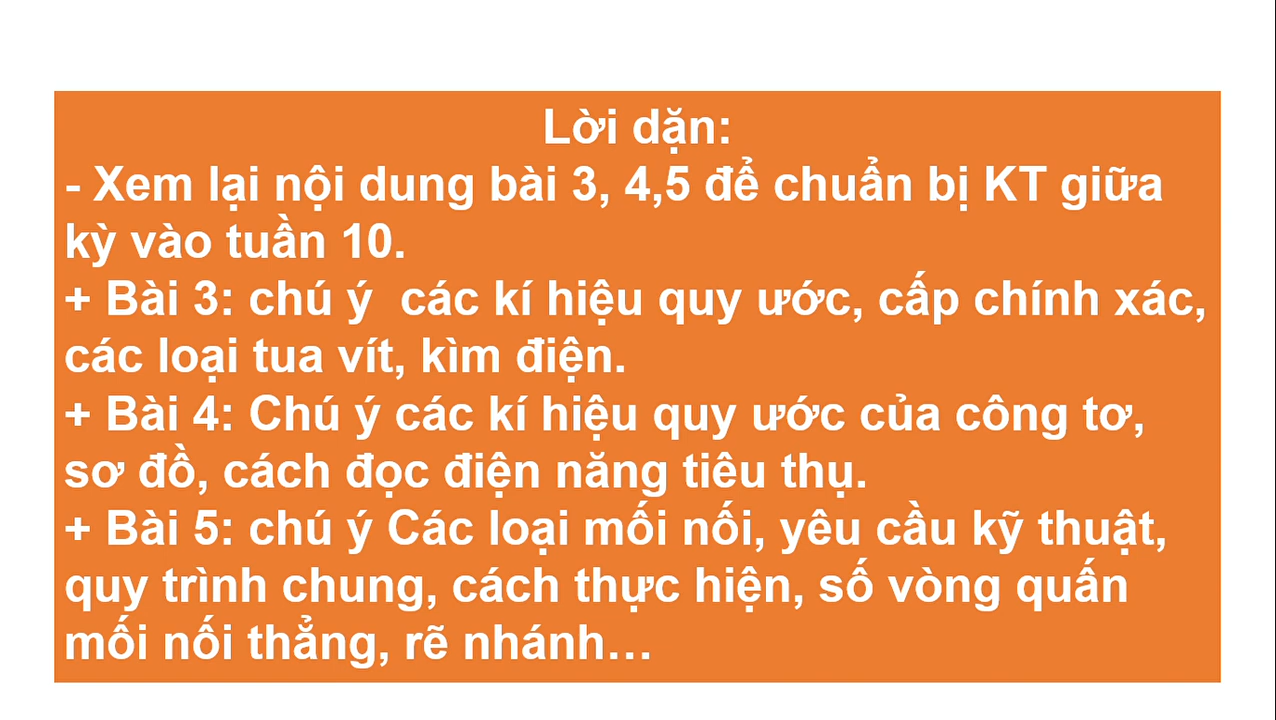 Lời dặn:
- Xem lại nội dung bài 3, 4,5 để chuẩn bị KT giữa
kỳ vào tuần 10.
+ Bài 3: chú ý  các kí hiệu quy ước, cấp chính xác,
các loại tua vít, kìm điện.
+ Bài 4: Chú ý các kí hiệu quy ước của công tơ,
sơ đồ, cách đọc điện năng tiêu thụ.
+ Bài 5: chú ý Các loại mối nối, yêu cầu kỹ thuật,
quy trình chung, cách thực hiện, số vòng quấn
mối nối thẳng, rẽ nhánh...